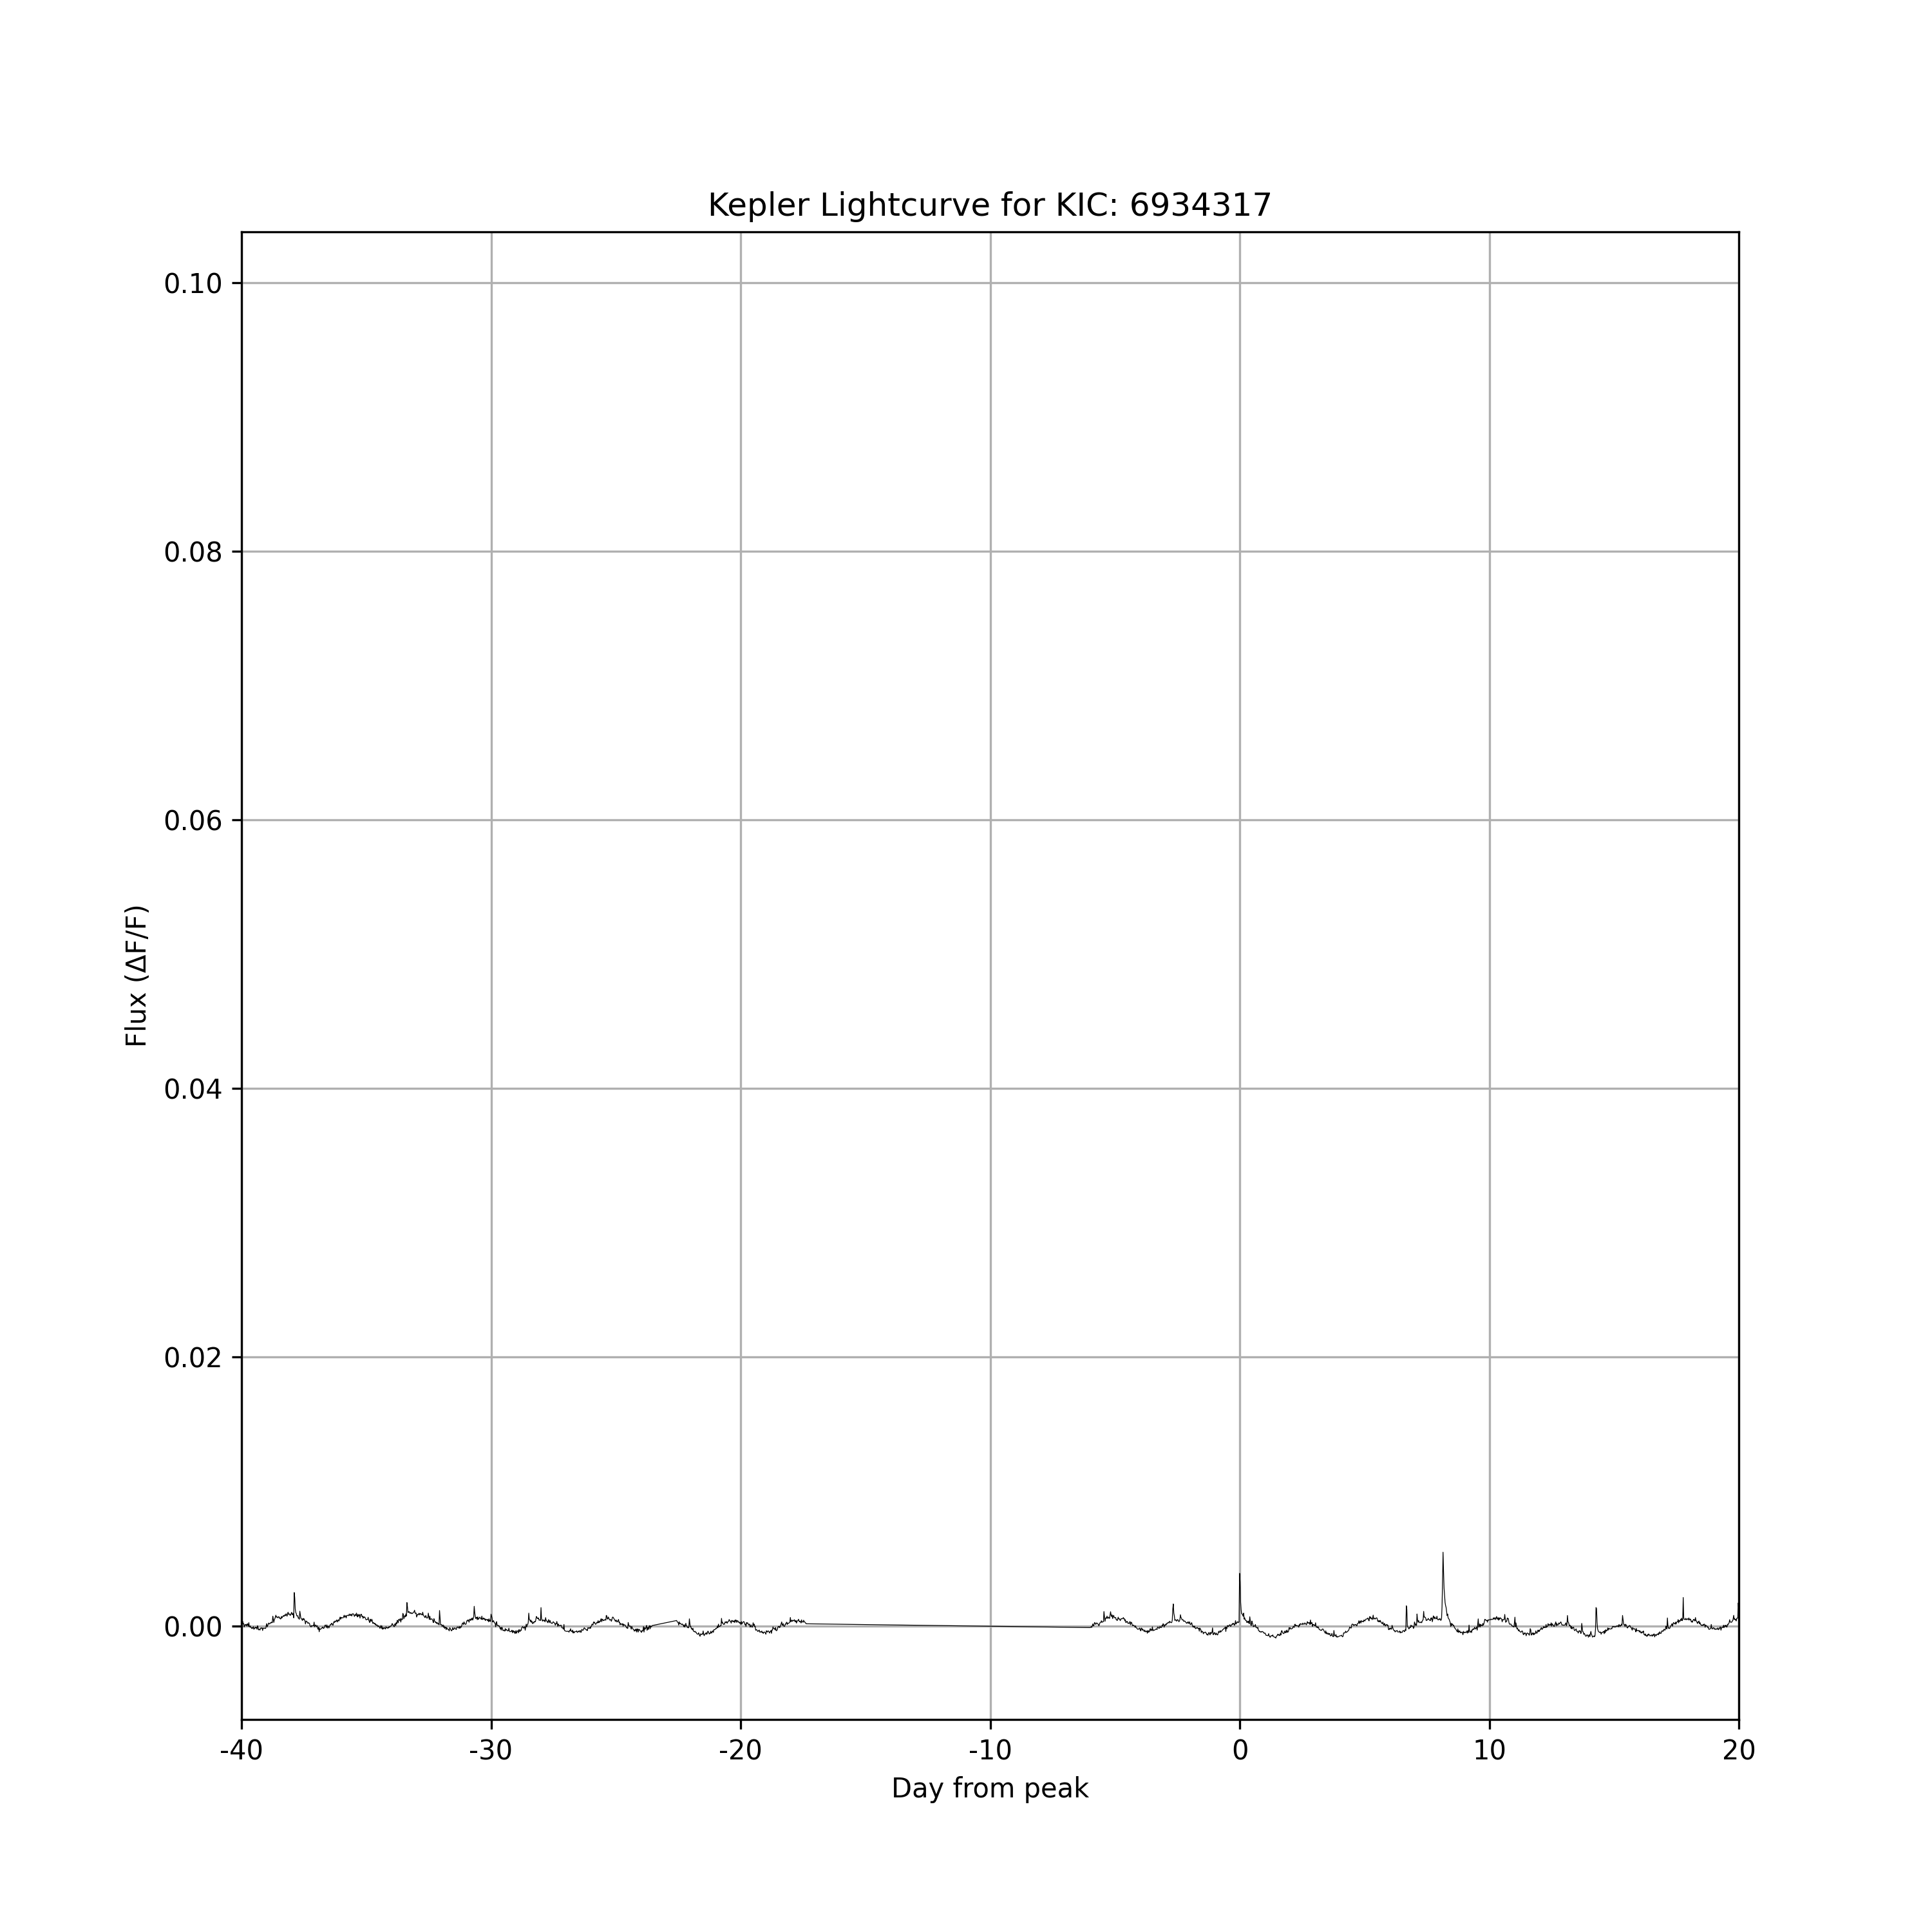 Kepler Lightcurve for KIC: 6934317
0.10
0.08
0.06
0.04
0.02
0.00
Flux (ΔF/F)
-40 -30 -20 -10 0 10 20
Day from peak